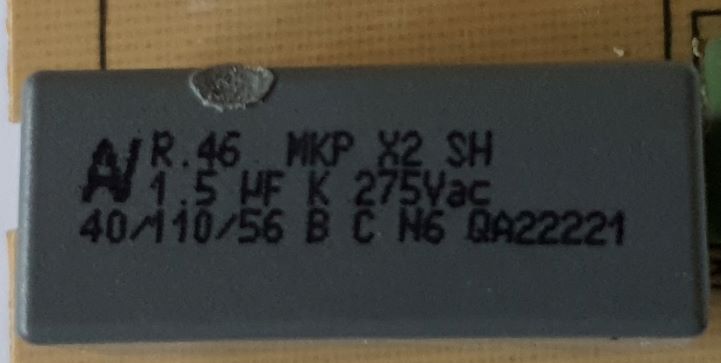 R.46 MKP X2 SH
1.5 µF K 275Vac
40/110/56 B C N6 QA22221